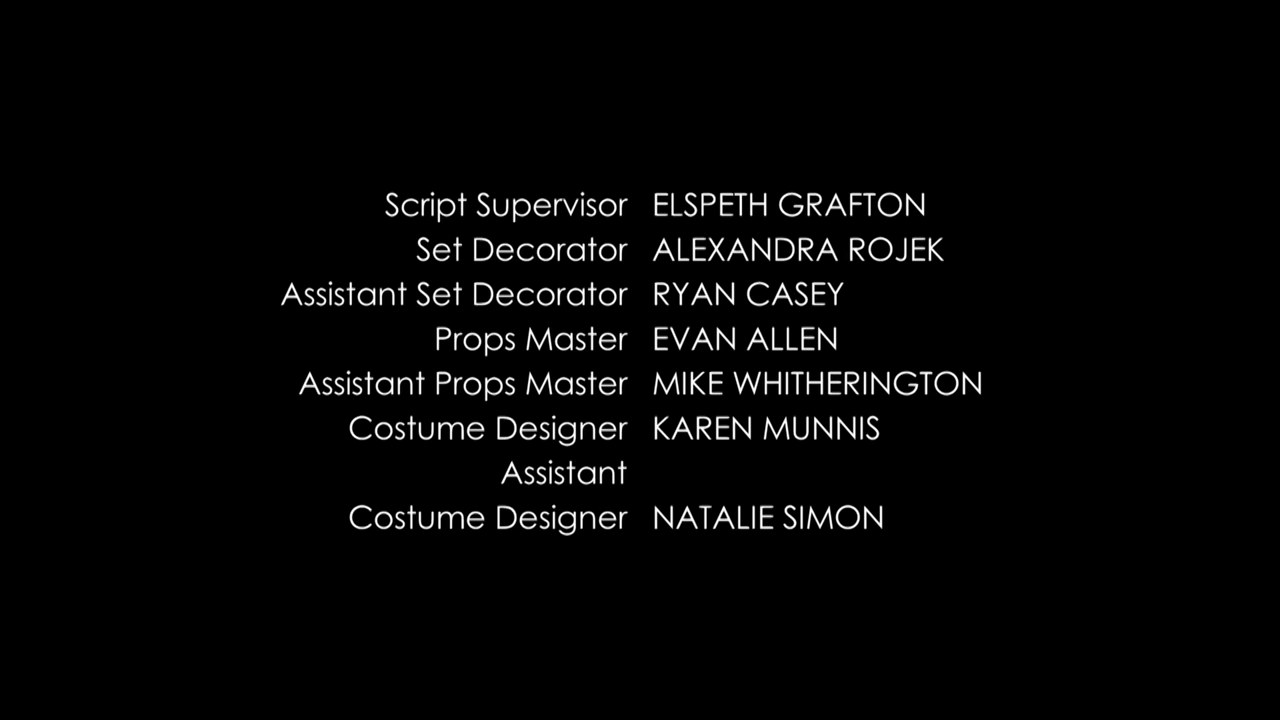 Script Supervisor ELSPETH GRAFTON
Set Decorator ALEXANDRA ROJEK
Assistant Set Decorator RYAN CASEY
Props Master EVAN ALLEN
Assistant Props Master MIKE WHITHERINGTON
Costume Designer KAREN MUNNIS
Assistant
Costume Designer NATALIE SIMON